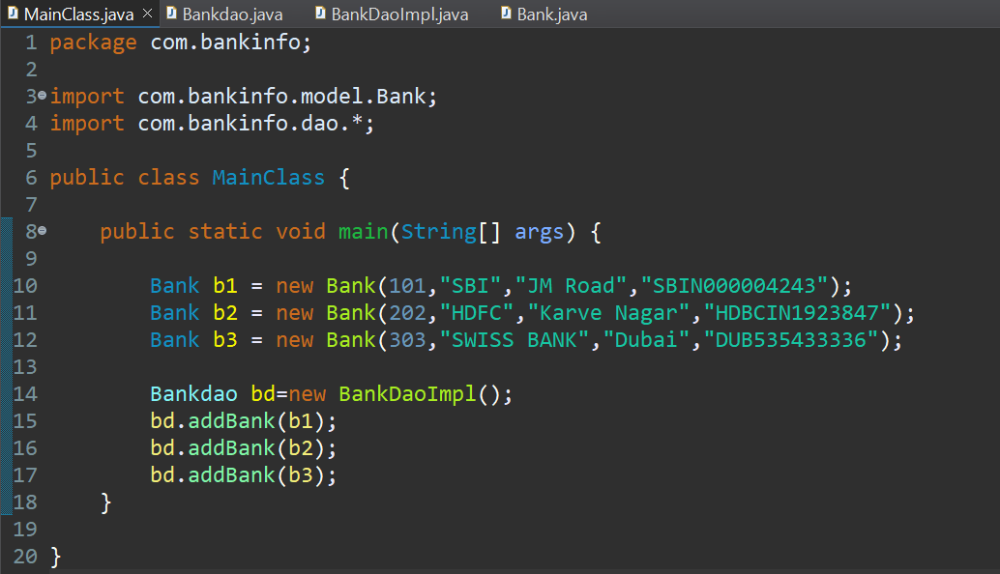 MainClass.java Bankdao.java BankDaoImpl.java Bank.java
1 package com.bankinfo;
2
3 import com.bankinfo.model.Bank;
4 import com.bankinfo.dao.*;
5
6 public class MainClass {
7
8 public static void main(String[] args) {
9
10 Bank b1 = new Bank(101,"SBI","JM Road","SBIN000004243");
11 Bank b2 = new Bank(202,"HDFC","Karve Nagar","HDBCIN1923847");
12 Bank b3 = new Bank(303,"SWISS BANK","Dubai","DUB535433336");
13
14 Bankdao bd=new BankDaoImpl();
15 bd.addBank(b1);
16 bd.addBank(b2);
17 bd.addBank(b3);
18 }
19
20 }